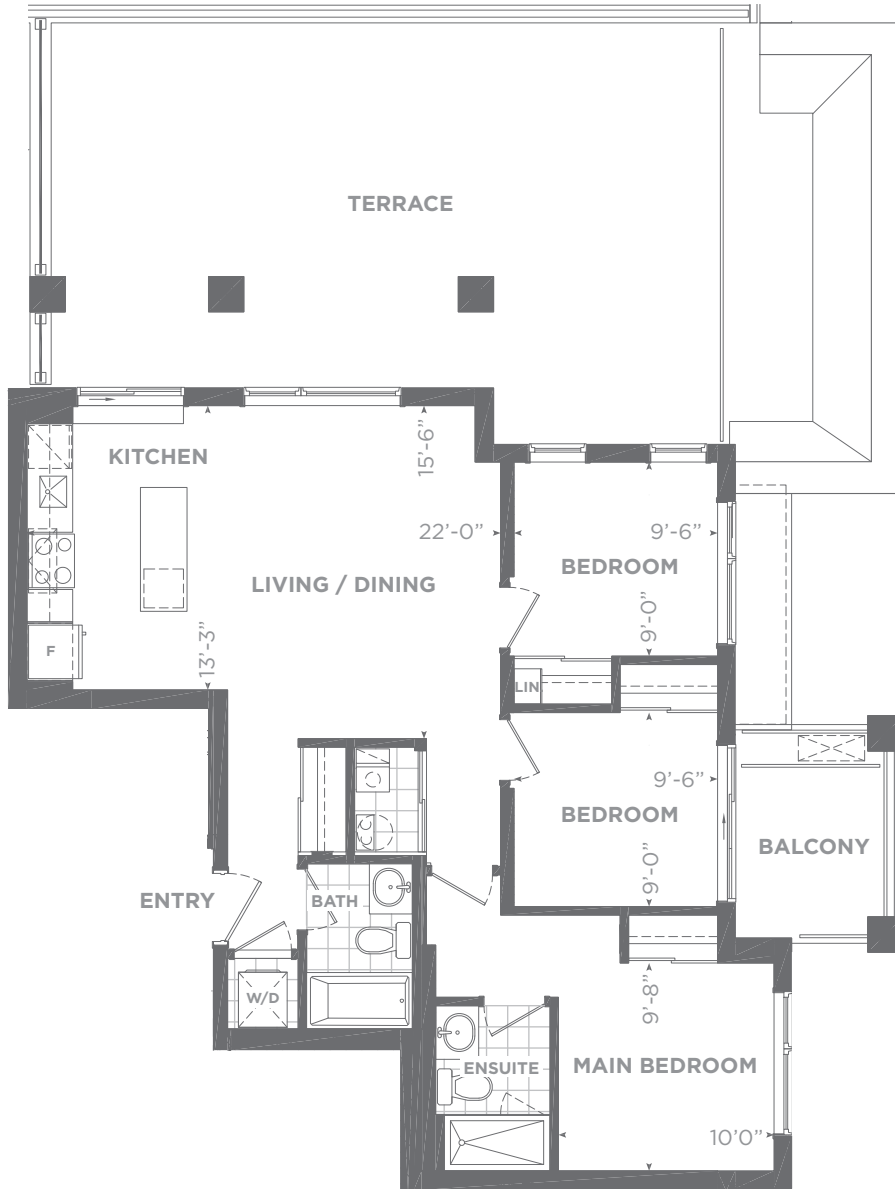 TERRACE
KITCHEN
15’-6”
22’-0”
9’-6”
BEDROOM
LIVING / DINING
9’-0”
13’-3”
F
LIN
9’-6”
BEDROOM
BALCONY
9’-0”
ENTRY
BATH
W/D
9’-8”
ENSUITE
MAIN BEDROOM
10’0”